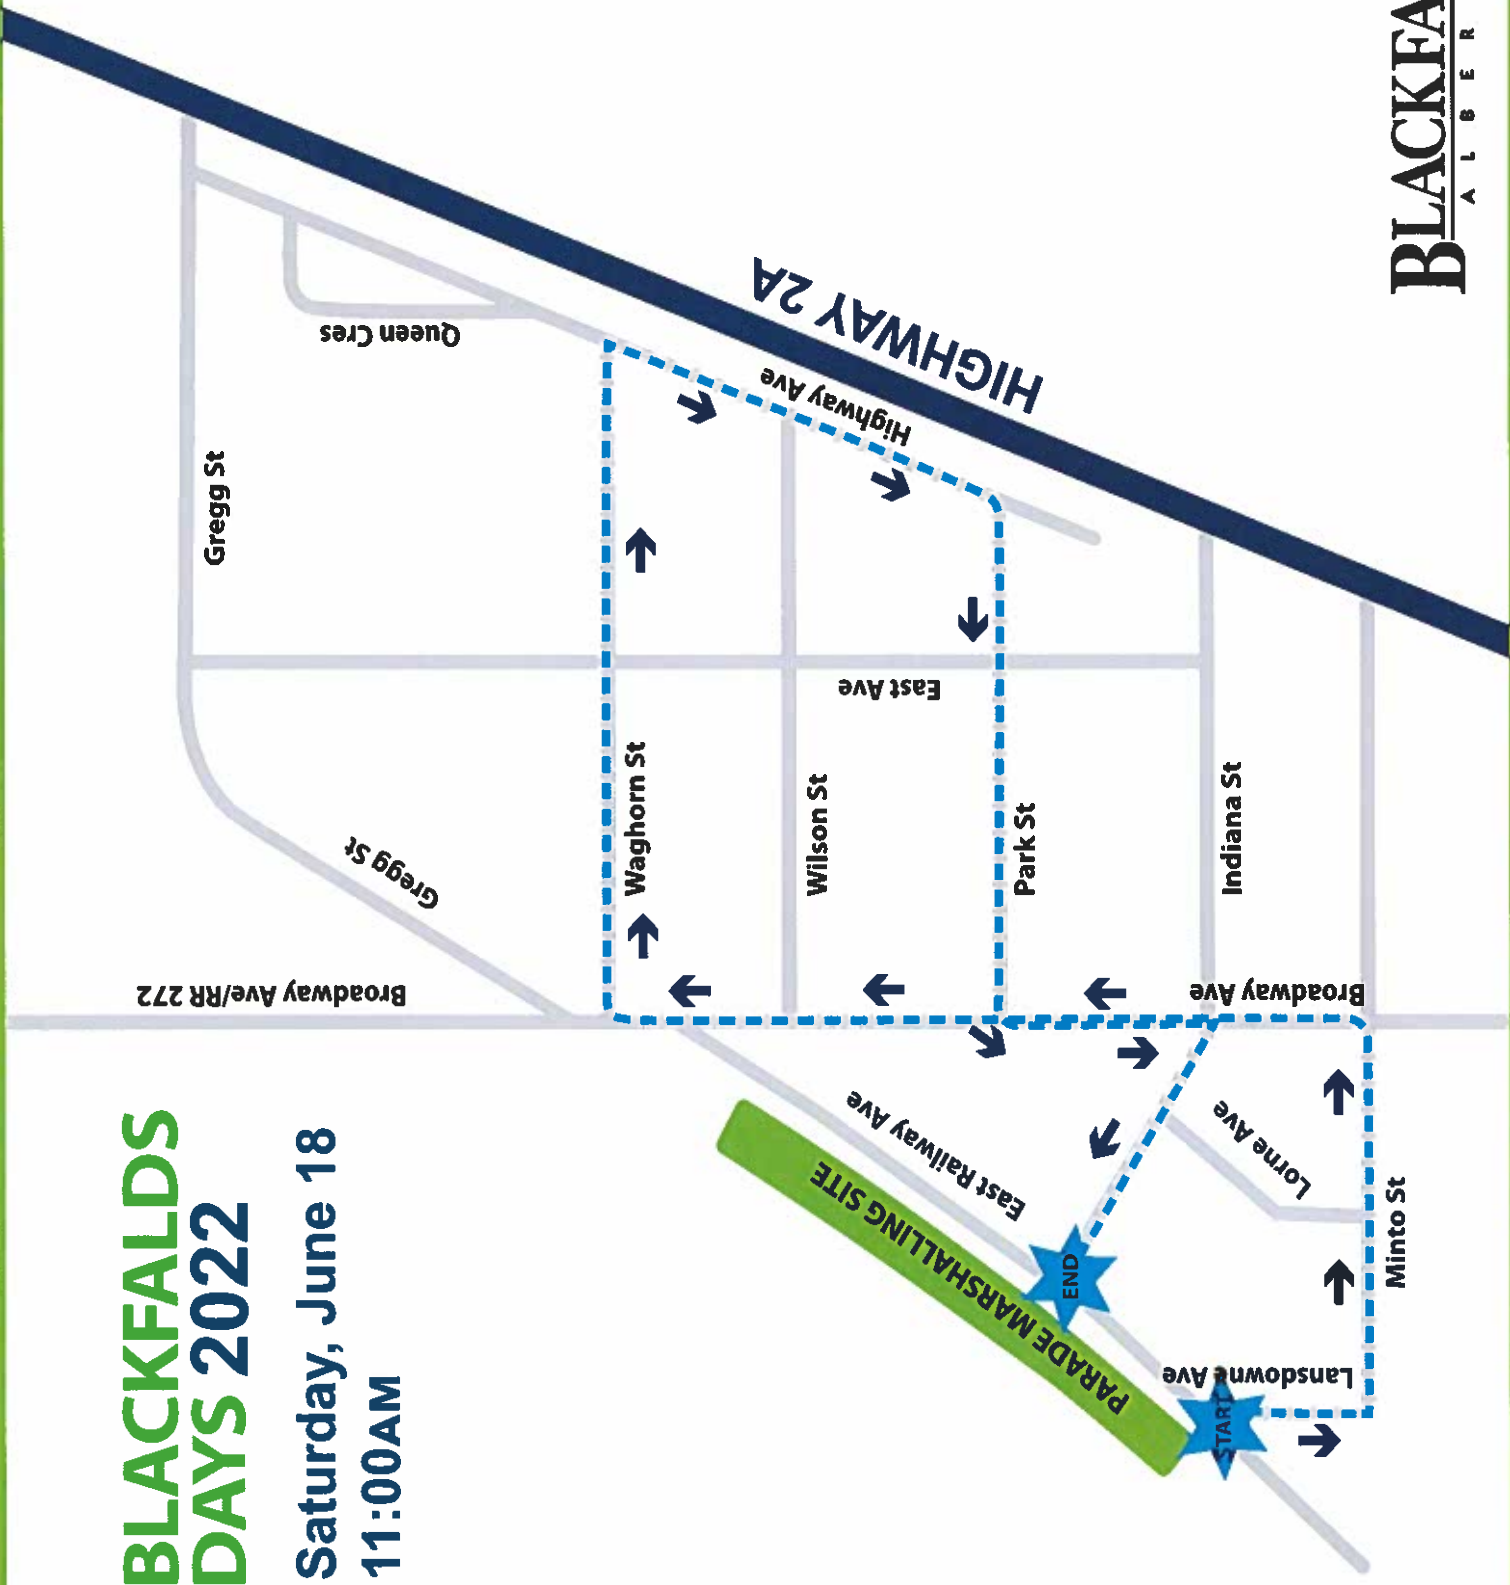 BLACKFALDS
DAYS 2022
Saturday, June 18
11:00AM
Gregg St
Gregg St
Queen Cres
Broadway Ave/RR 272
Waghorn St
Wilson St
Park St
Indiana St
East Ave
Highway Ave
HIGHWAY 2A
Broadway Ave
East Railway Ave
PARADE MARSHALLING SITE
Lorne Ave
Minto St
Lansdowne Ave
END
START
BLACKFA
ALBER